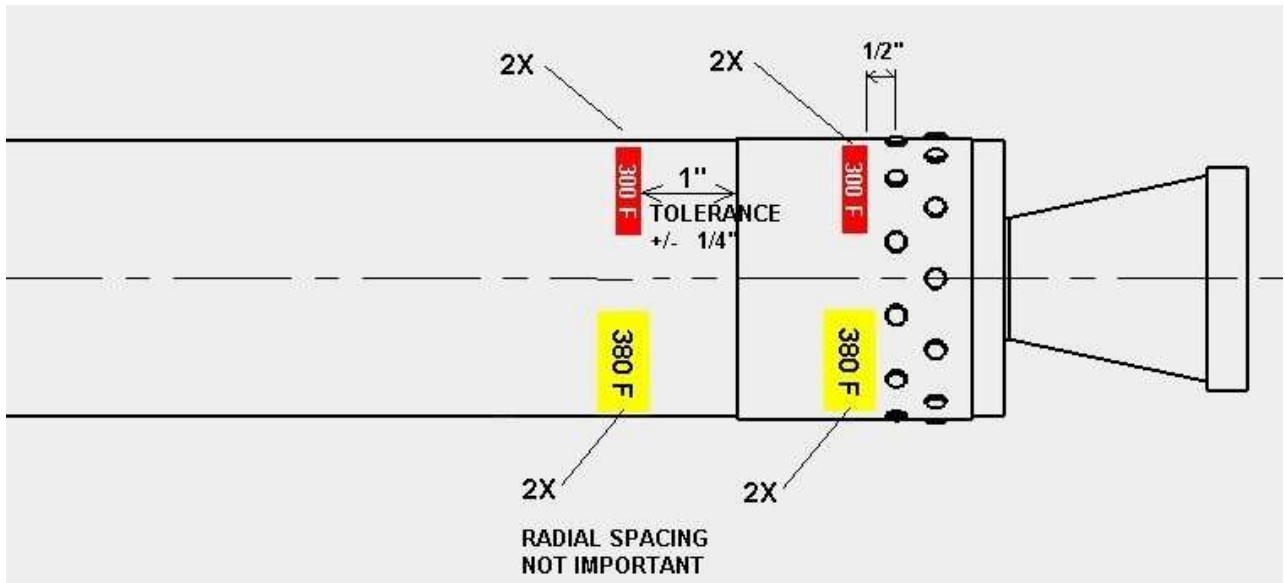 1/2"
2X
2X
300 F
300 F
1"
TOLERANCE
+/- 1/4"
380 F
380 F
2X
2X
RADIAL SPACING
NOT IMPORTANT